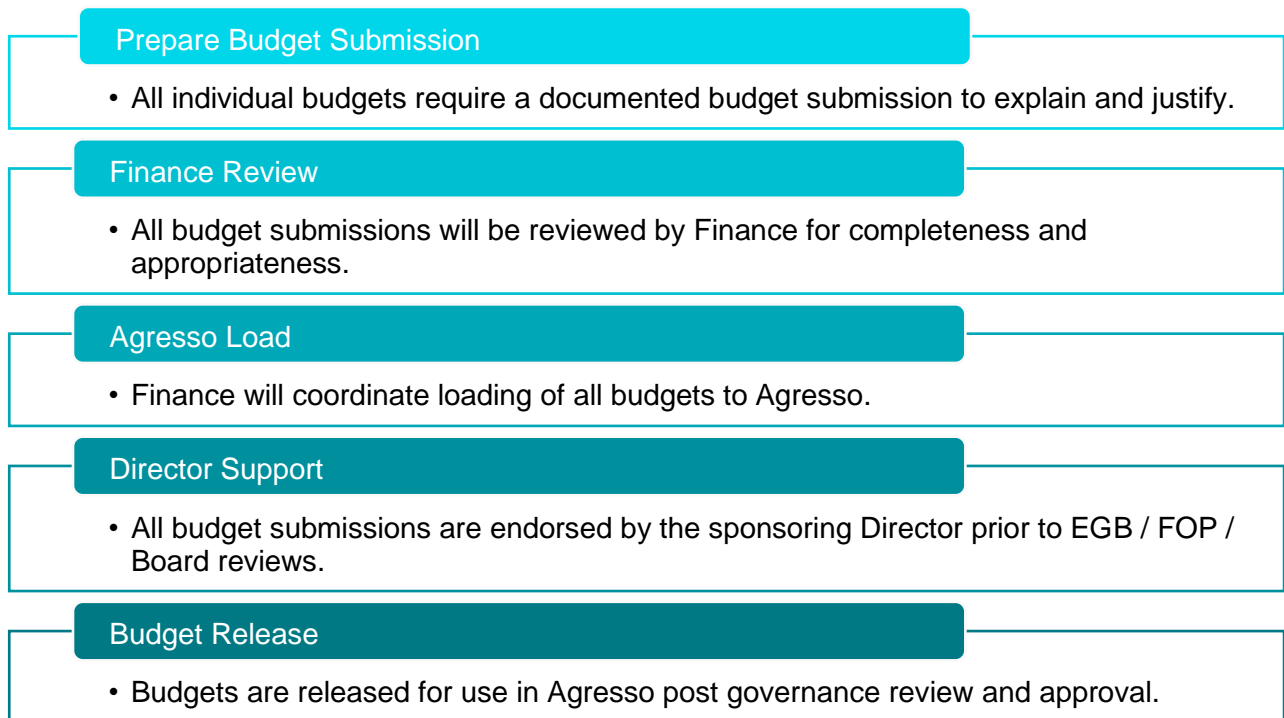 Prepare Budget Submission
• All individual budgets require a documented budget submission to explain and justify.
Finance Review
• All budget submissions will be reviewed by Finance for completeness and
appropriateness.
Agresso Load
• Finance will coordinate loading of all budgets to Agresso.
Director Support
• All budget submissions are endorsed by the sponsoring Director prior to EGB / FOP /
Board reviews.
Budget Release
• Budgets are released for use in Agresso post governance review and approval.